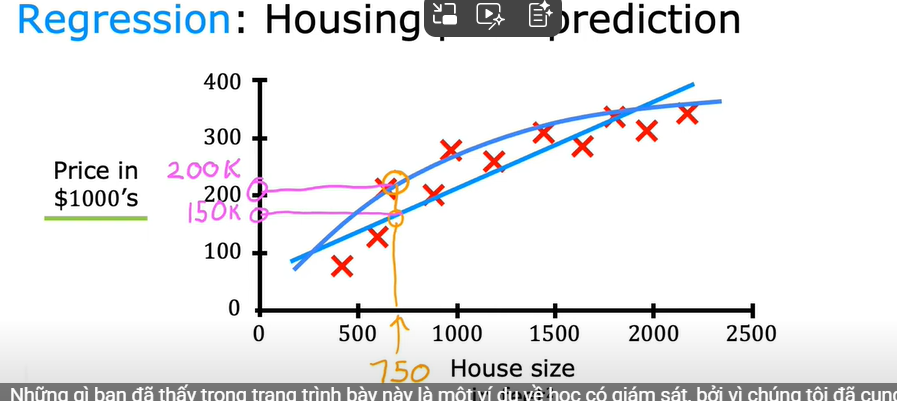 Regression: Housing prediction
400
300
200
100
0
Price in
$1000's
200K
150K
0 500 1000 1500 2000 2500
750
House size
Những gì bạn đã thấy trong trang trình bày này là một ví dụ về học có giám sát, bởi vì chúng tôi đã cung